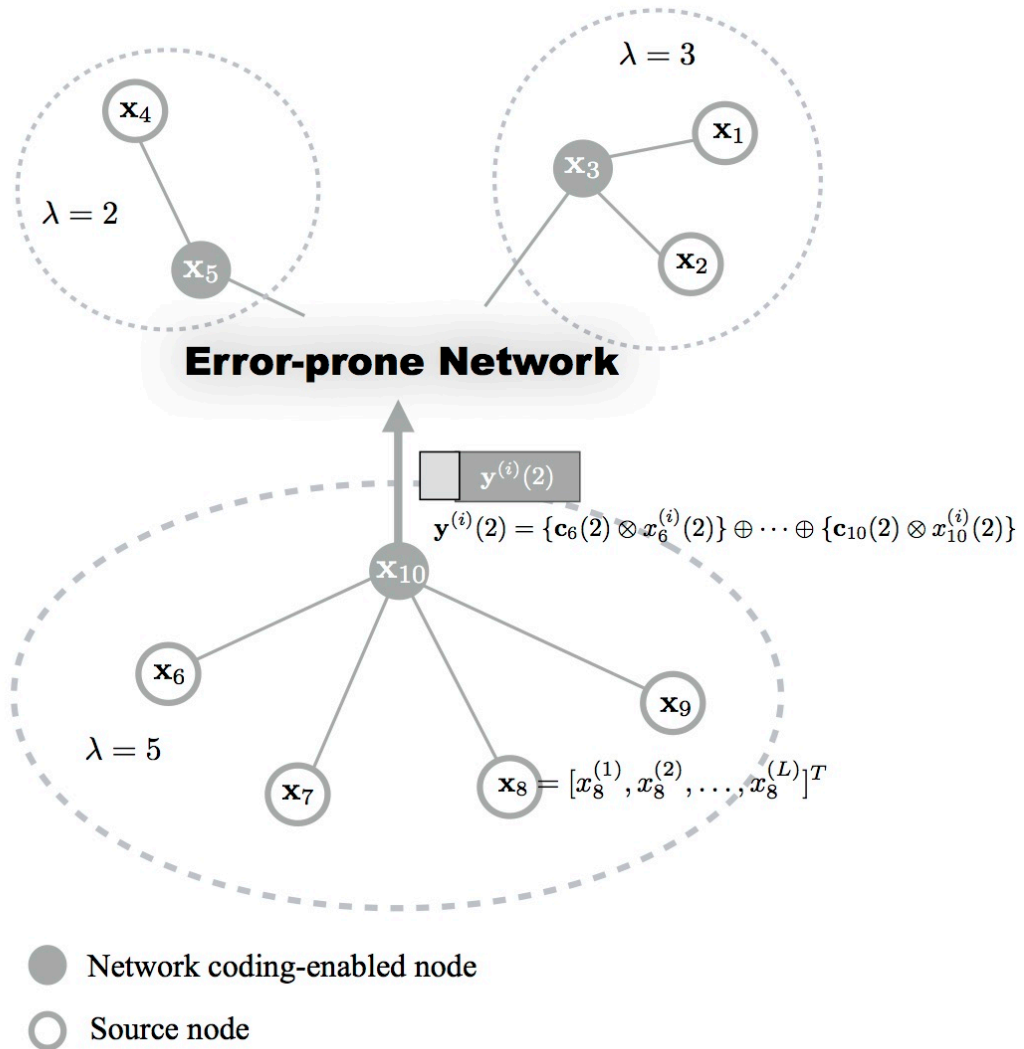 λ = 3
x₄
x₁
x₃
λ = 2
x₂
x₅
Error-prone Network
y⁽ⁱ⁾(2)
y⁽ⁱ⁾(2) = {c₆(2) ⊗ x₆⁽ⁱ⁾(2)} ⊕ ⋯ ⊕ {c₁₀(2) ⊗ x₁₀⁽ⁱ⁾(2)}
x₁₀
x₆
x₉
λ = 5
x₇
x₈ = [x₈⁽¹⁾, x₈⁽²⁾, . . . , x₈⁽ᴸ⁾]ᵀ
Network coding-enabled node
Source node